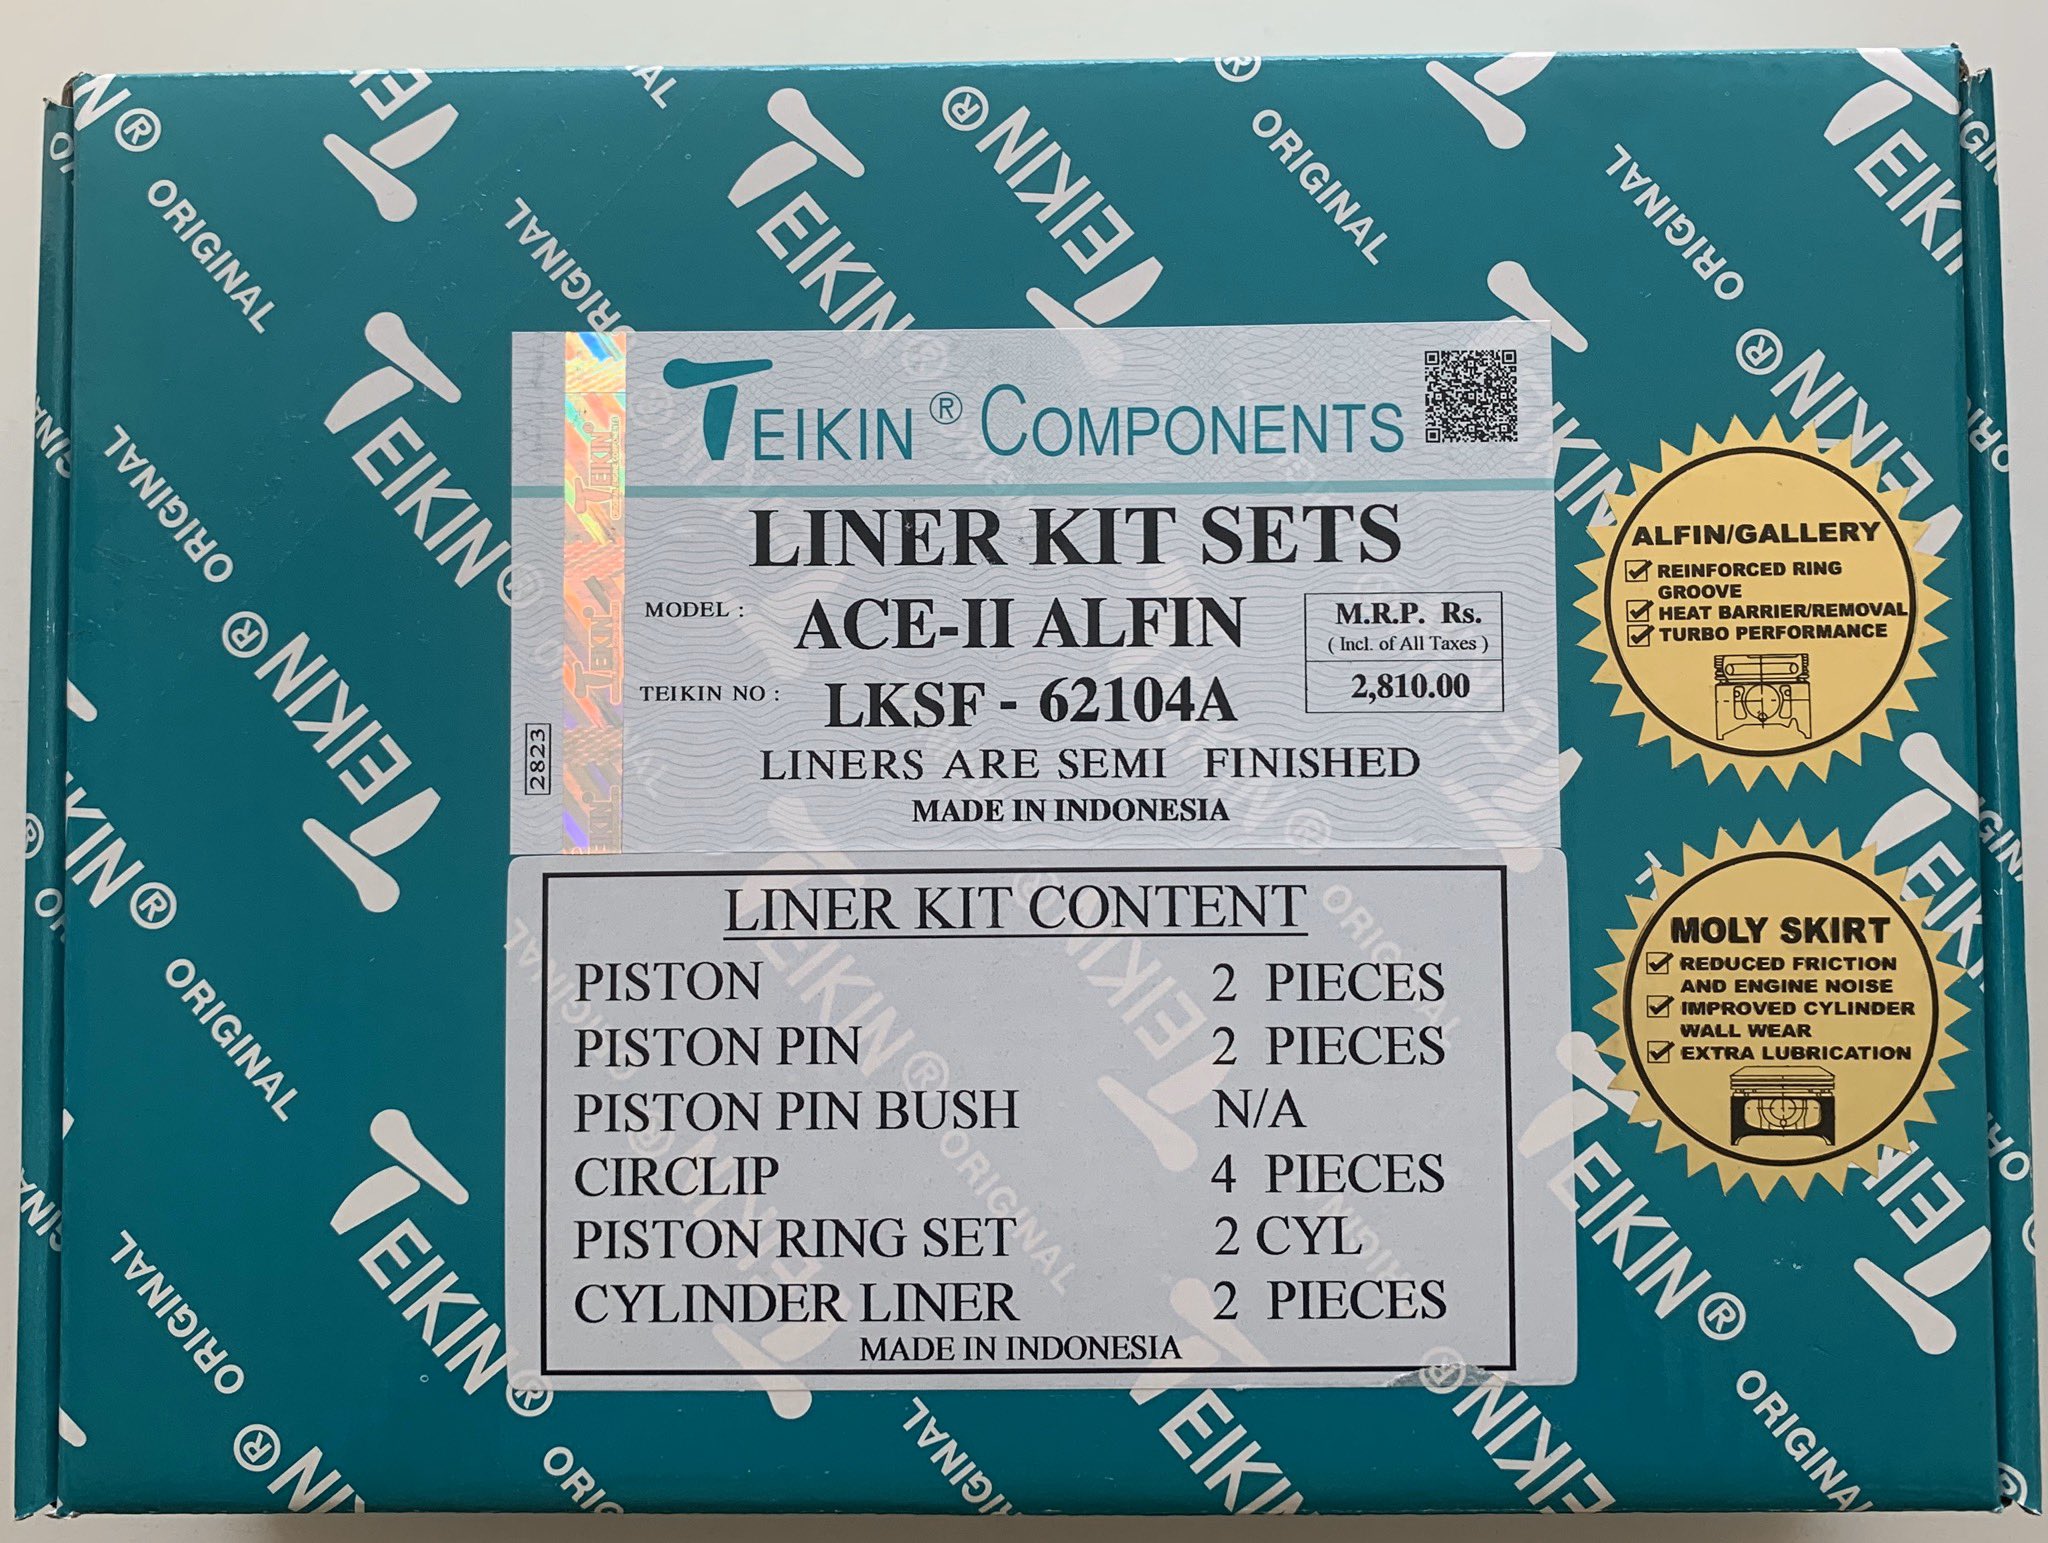 TEIKIN® COMPONENTS
LINER KIT SETS
MODEL : ACE-II ALFIN
M.R.P. Rs.
( Incl. of All Taxes )
2,810.00
TEIKIN NO : LKSF - 62104A
LINERS ARE SEMI FINISHED
MADE IN INDONESIA
2823
LINER KIT CONTENT
PISTON 2 PIECES
PISTON PIN 2 PIECES
PISTON PIN BUSH N/A
CIRCLIP 4 PIECES
PISTON RING SET 2 CYL
CYLINDER LINER 2 PIECES
MADE IN INDONESIA
ALFIN/GALLERY
REINFORCED RING
GROOVE
HEAT BARRIER/REMOVAL
TURBO PERFORMANCE
MOLY SKIRT
REDUCED FRICTION
AND ENGINE NOISE
IMPROVED CYLINDER
WALL WEAR
EXTRA LUBRICATION
TEIKIN®
ORIGINAL